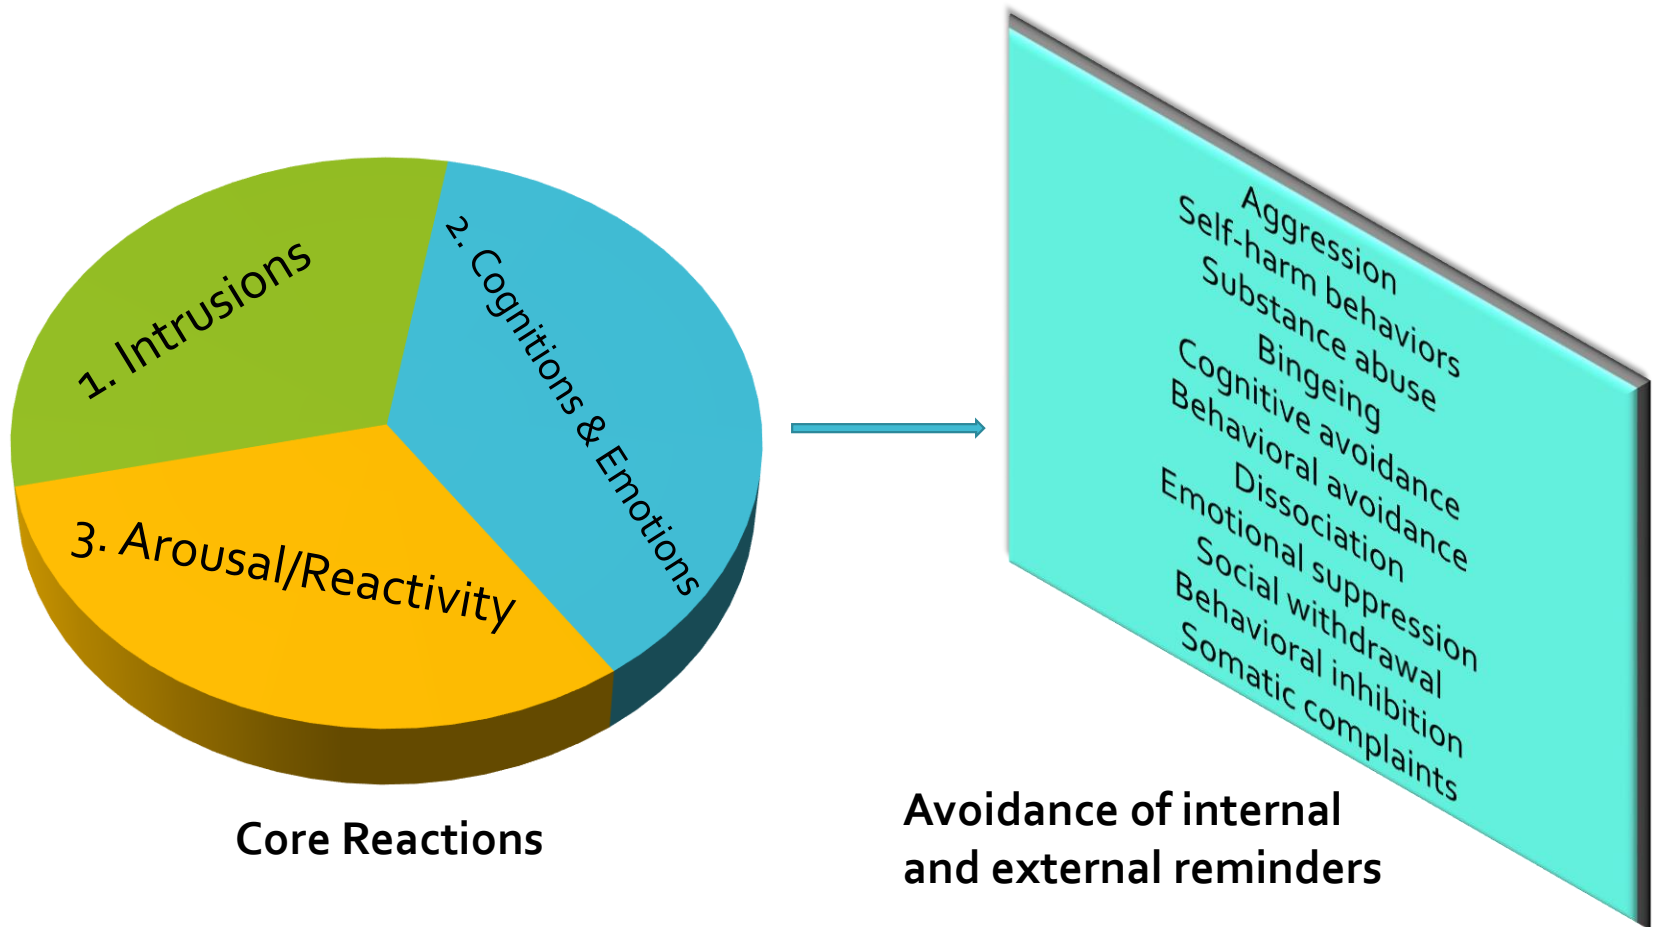 1. Intrusions
2. Cognitions & Emotions
3. Arousal/Reactivity
Core Reactions
Aggression
Self-harm behaviors
Substance abuse
Bingeing
Cognitive avoidance
Behavioral avoidance
Dissociation
Emotional suppression
Social withdrawal
Behavioral inhibition
Somatic complaints
Avoidance of internal
and external reminders